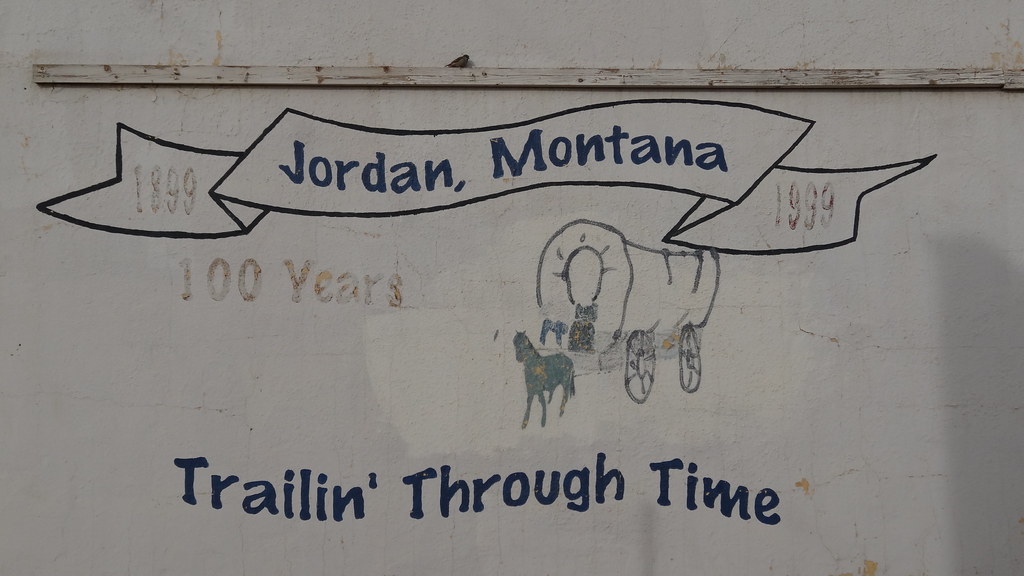 Jordan, Montana
1899
1999
100 Years
Trailin' Through Time